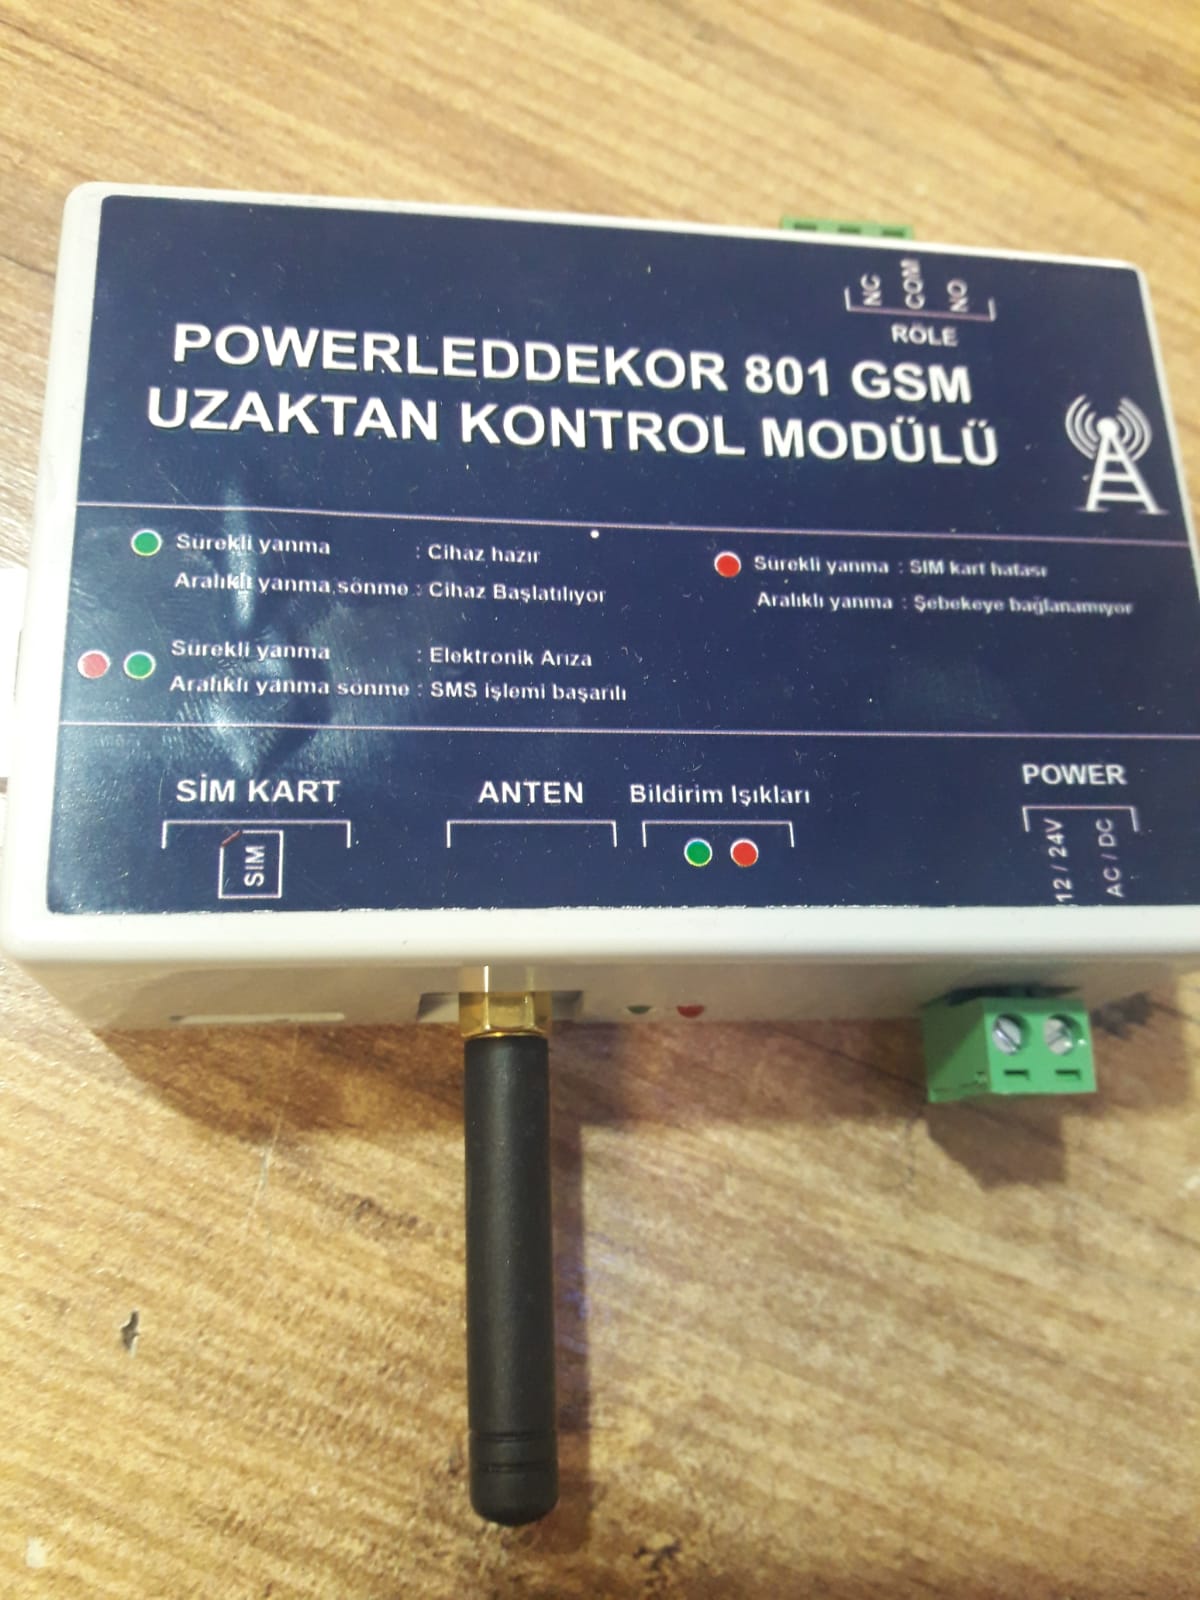 NC COM NO
RÖLE
POWERLEDDEKOR 801 GSM
UZAKTAN KONTROL MODÜLÜ
Sürekli yanma : Cihaz hazır
Aralıklı yanma sönme : Cihaz Başlatılıyor
Sürekli yanma : SIM kart hatası
Aralıklı yanma : Şebekeye bağlanamıyor
Sürekli yanma : Elektronik Arıza
Aralıklı yanma sönme : SMS işlemi başarılı
SİM KART
ANTEN
Bildirim Işıkları
POWER
SIM
12 / 24V
AC / DC